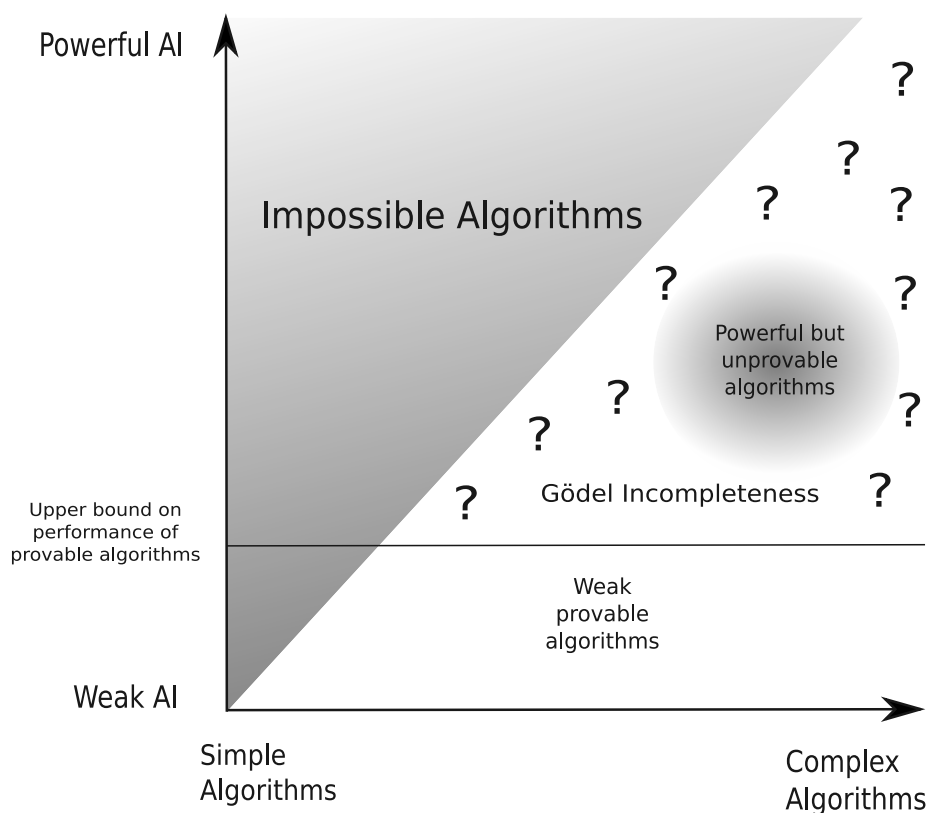 Powerful AI
?
?
Impossible Algorithms
?
?
?
?
Powerful but
unprovable
algorithms
?
?
?
?
Gödel Incompleteness
?
Upper bound on
performance of
provable algorithms
Weak
provable
algorithms
Weak AI
Simple
Algorithms
Complex
Algorithms